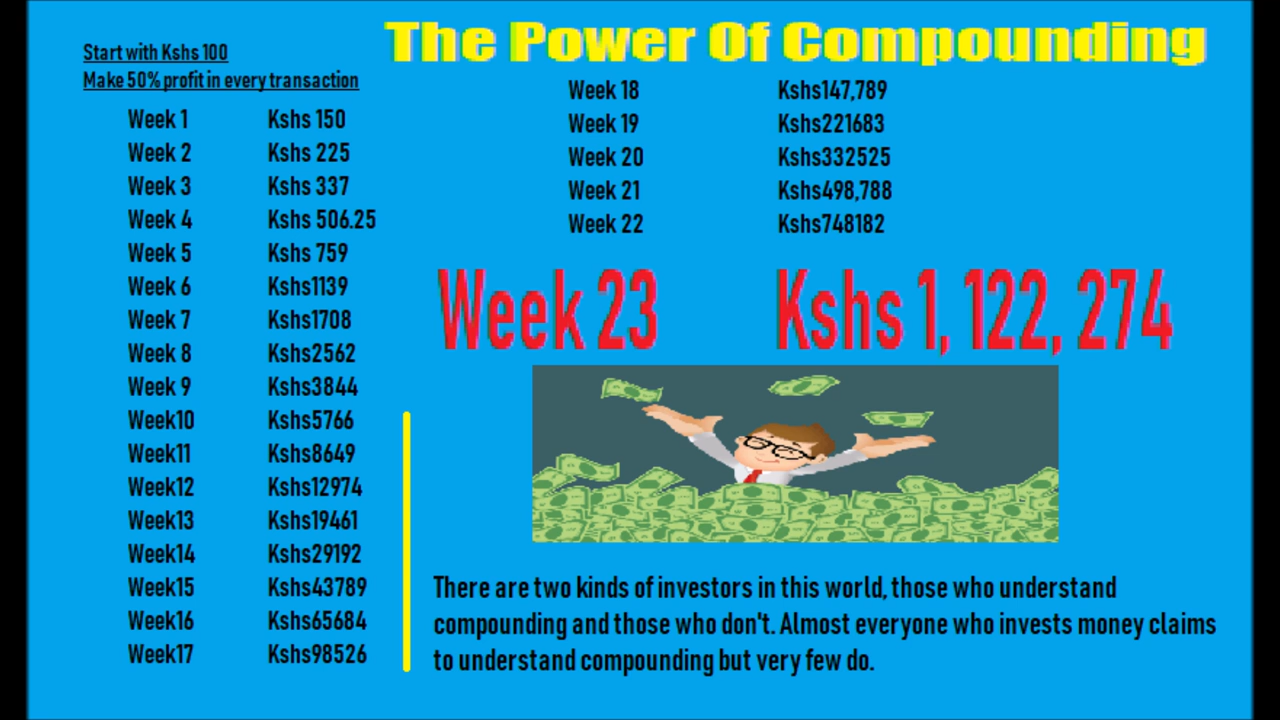 The Power Of Compounding
Start with Kshs 100
Make 50% profit in every transaction
Week 1 Kshs 150
Week 2 Kshs 225
Week 3 Kshs 337
Week 4 Kshs 506.25
Week 5 Kshs 759
Week 6 Kshs1139
Week 7 Kshs1708
Week 8 Kshs2562
Week 9 Kshs3844
Week10 Kshs5766
Week11 Kshs8649
Week12 Kshs12974
Week13 Kshs19461
Week14 Kshs29192
Week15 Kshs43789
Week16 Kshs65684
Week17 Kshs98526
Week 18 Kshs147,789
Week 19 Kshs221683
Week 20 Kshs332525
Week 21 Kshs498,788
Week 22 Kshs748182
Week 23 Kshs 1, 122, 274
There are two kinds of investors in this world, those who understand
compounding and those who don't. Almost everyone who invests money claims
to understand compounding but very few do.